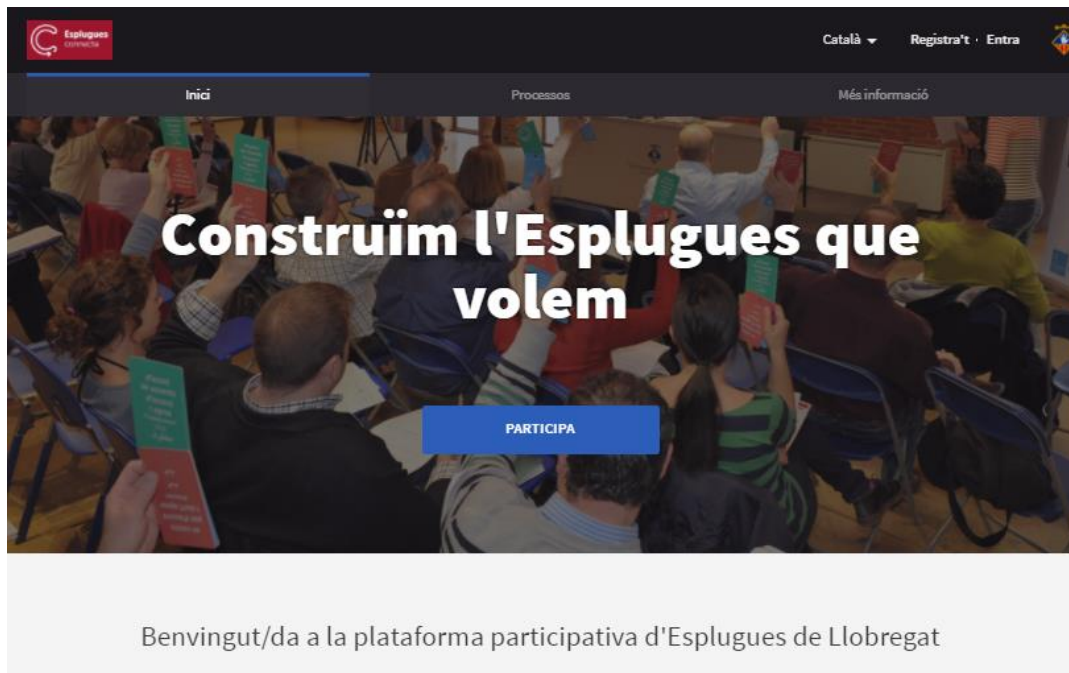 Esplugues
connecta
Català
Registra't · Entra
Inici
Processos
Més informació
Construïm l'Esplugues que
volem
PARTICIPA
Benvingut/da a la plataforma participativa d'Esplugues de Llobregat